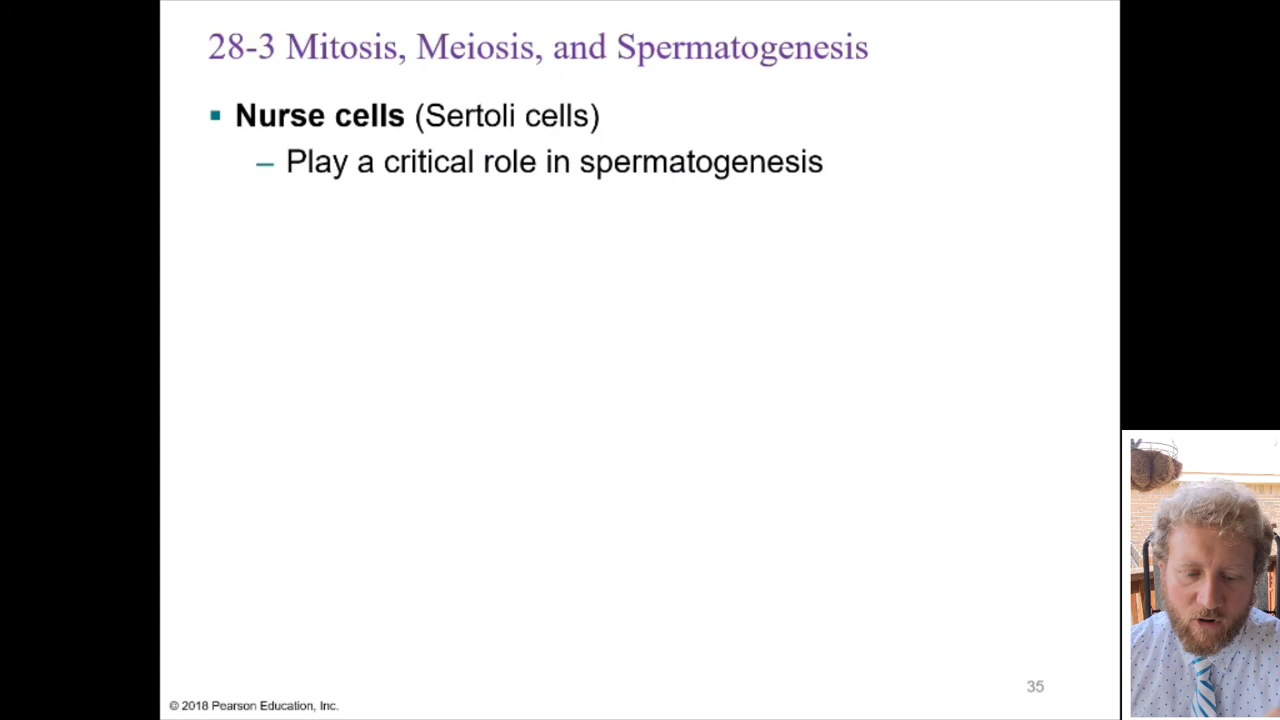 28-3 Mitosis, Meiosis, and Spermatogenesis
▪ Nurse cells (Sertoli cells)
– Play a critical role in spermatogenesis
35
© 2018 Pearson Education, Inc.